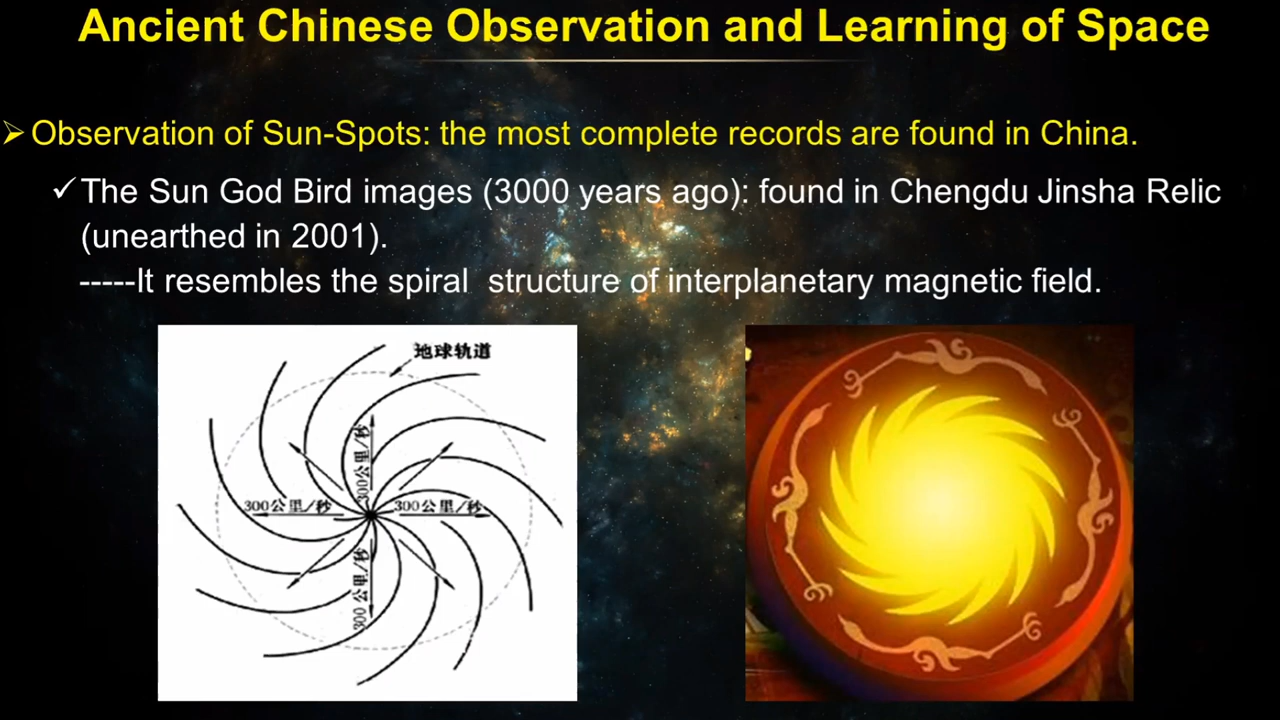 Ancient Chinese Observation and Learning of Space
➢ Observation of Sun-Spots: the most complete records are found in China.
✓ The Sun God Bird images (3000 years ago): found in Chengdu Jinsha Relic
(unearthed in 2001).
-----It resembles the spiral  structure of interplanetary magnetic field.
地球轨道
300公里/秒
300公里/秒
300公里/秒
300公里/秒